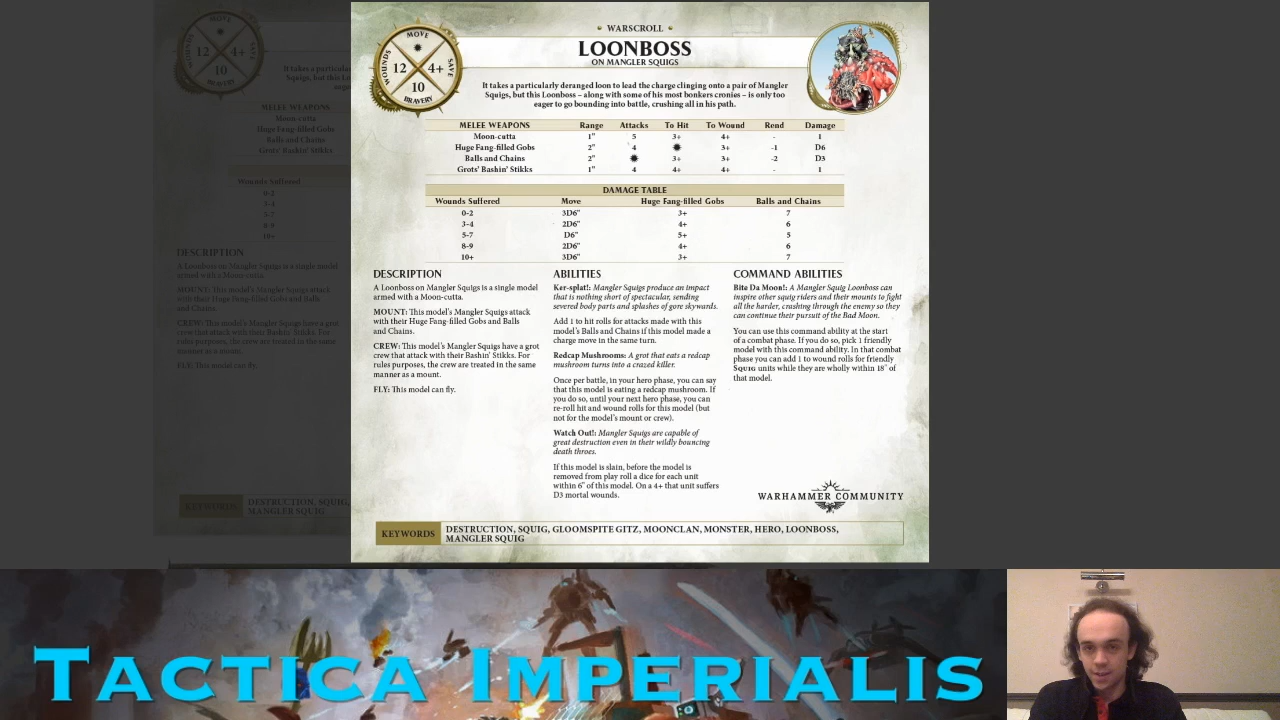 WARSCROLL
LOONBOSS
ON MANGLER SQUIGS
MOVE
WOUNDS
12
4+
SAVE
10
BRAVERY
It takes a particularly deranged loon to lead the charge clinging onto a pair of Mangler
Squigs, but this Loonboss – along with some of his most bonkers cronies – is only too
eager to go bounding into battle, crushing all in his path.
MELEE WEAPONS Range Attacks To Hit To Wound Rend Damage
Moon-cutta 1" 5 3+ 4+ - 1
Huge Fang-filled Gobs 2" 4 3+ -1 D6
Balls and Chains 2" 3+ 3+ -2 D3
Grots' Bashin' Stikks 1" 4 4+ 4+ - 1
DAMAGE TABLE
Wounds Suffered Move Huge Fang-filled Gobs Balls and Chains
0-2 3D6" 3+ 7
3-4 2D6" 4+ 6
5-7 D6" 5+ 5
8-9 2D6" 4+ 6
10+ 3D6" 3+ 7
DESCRIPTION
A Loonboss on Mangler Squigs is a single model
armed with a Moon-cutta.
MOUNT: This model's Mangler Squigs attack
with their Huge Fang-filled Gobs and Balls
and Chains.
CREW: This model's Mangler Squigs have a grot
crew that attack with their Bashin' Stikks. For
rules purposes, the crew are treated in the same
manner as a mount.
FLY: This model can fly.
ABILITIES
Ker-splat!: Mangler Squigs produce an impact
that is nothing short of spectacular, sending
severed body parts and splashes of gore skywards.
Add 1 to hit rolls for attacks made with this
model's Balls and Chains if this model made a
charge move in the same turn.
Redcap Mushrooms: A grot that eats a redcap
mushroom turns into a crazed killer.
Once per battle, in your hero phase, you can say
that this model is eating a redcap mushroom. If
you do so, until your next hero phase, you can
re-roll hit and wound rolls for this model (but
not for the model's mount or crew).
Watch Out!: Mangler Squigs are capable of
great destruction even in their wildly bouncing
death throes.
If this model is slain, before the model is
removed from play roll a dice for each unit
within 6" of this model. On a 4+ that unit suffers
D3 mortal wounds.
COMMAND ABILITIES
Bite Da Moon!: A Mangler Squig Loonboss can
inspire other squig riders and their mounts to fight
all the harder, crashing through the enemy so they
can continue their pursuit of the Bad Moon.
You can use this command ability at the start
of a combat phase. If you do so, pick 1 friendly
model with this command ability. In that combat
phase you can add 1 to wound rolls for friendly
SQUIG units while they are wholly within 18" of
that model.
WARHAMMER COMMUNITY
KEYWORDS DESTRUCTION, SQUIG, GLOOMSPITE GITZ, MOONCLAN, MONSTER, HERO, LOONBOSS,
MANGLER SQUIG
TACTICA IMPERIALIS